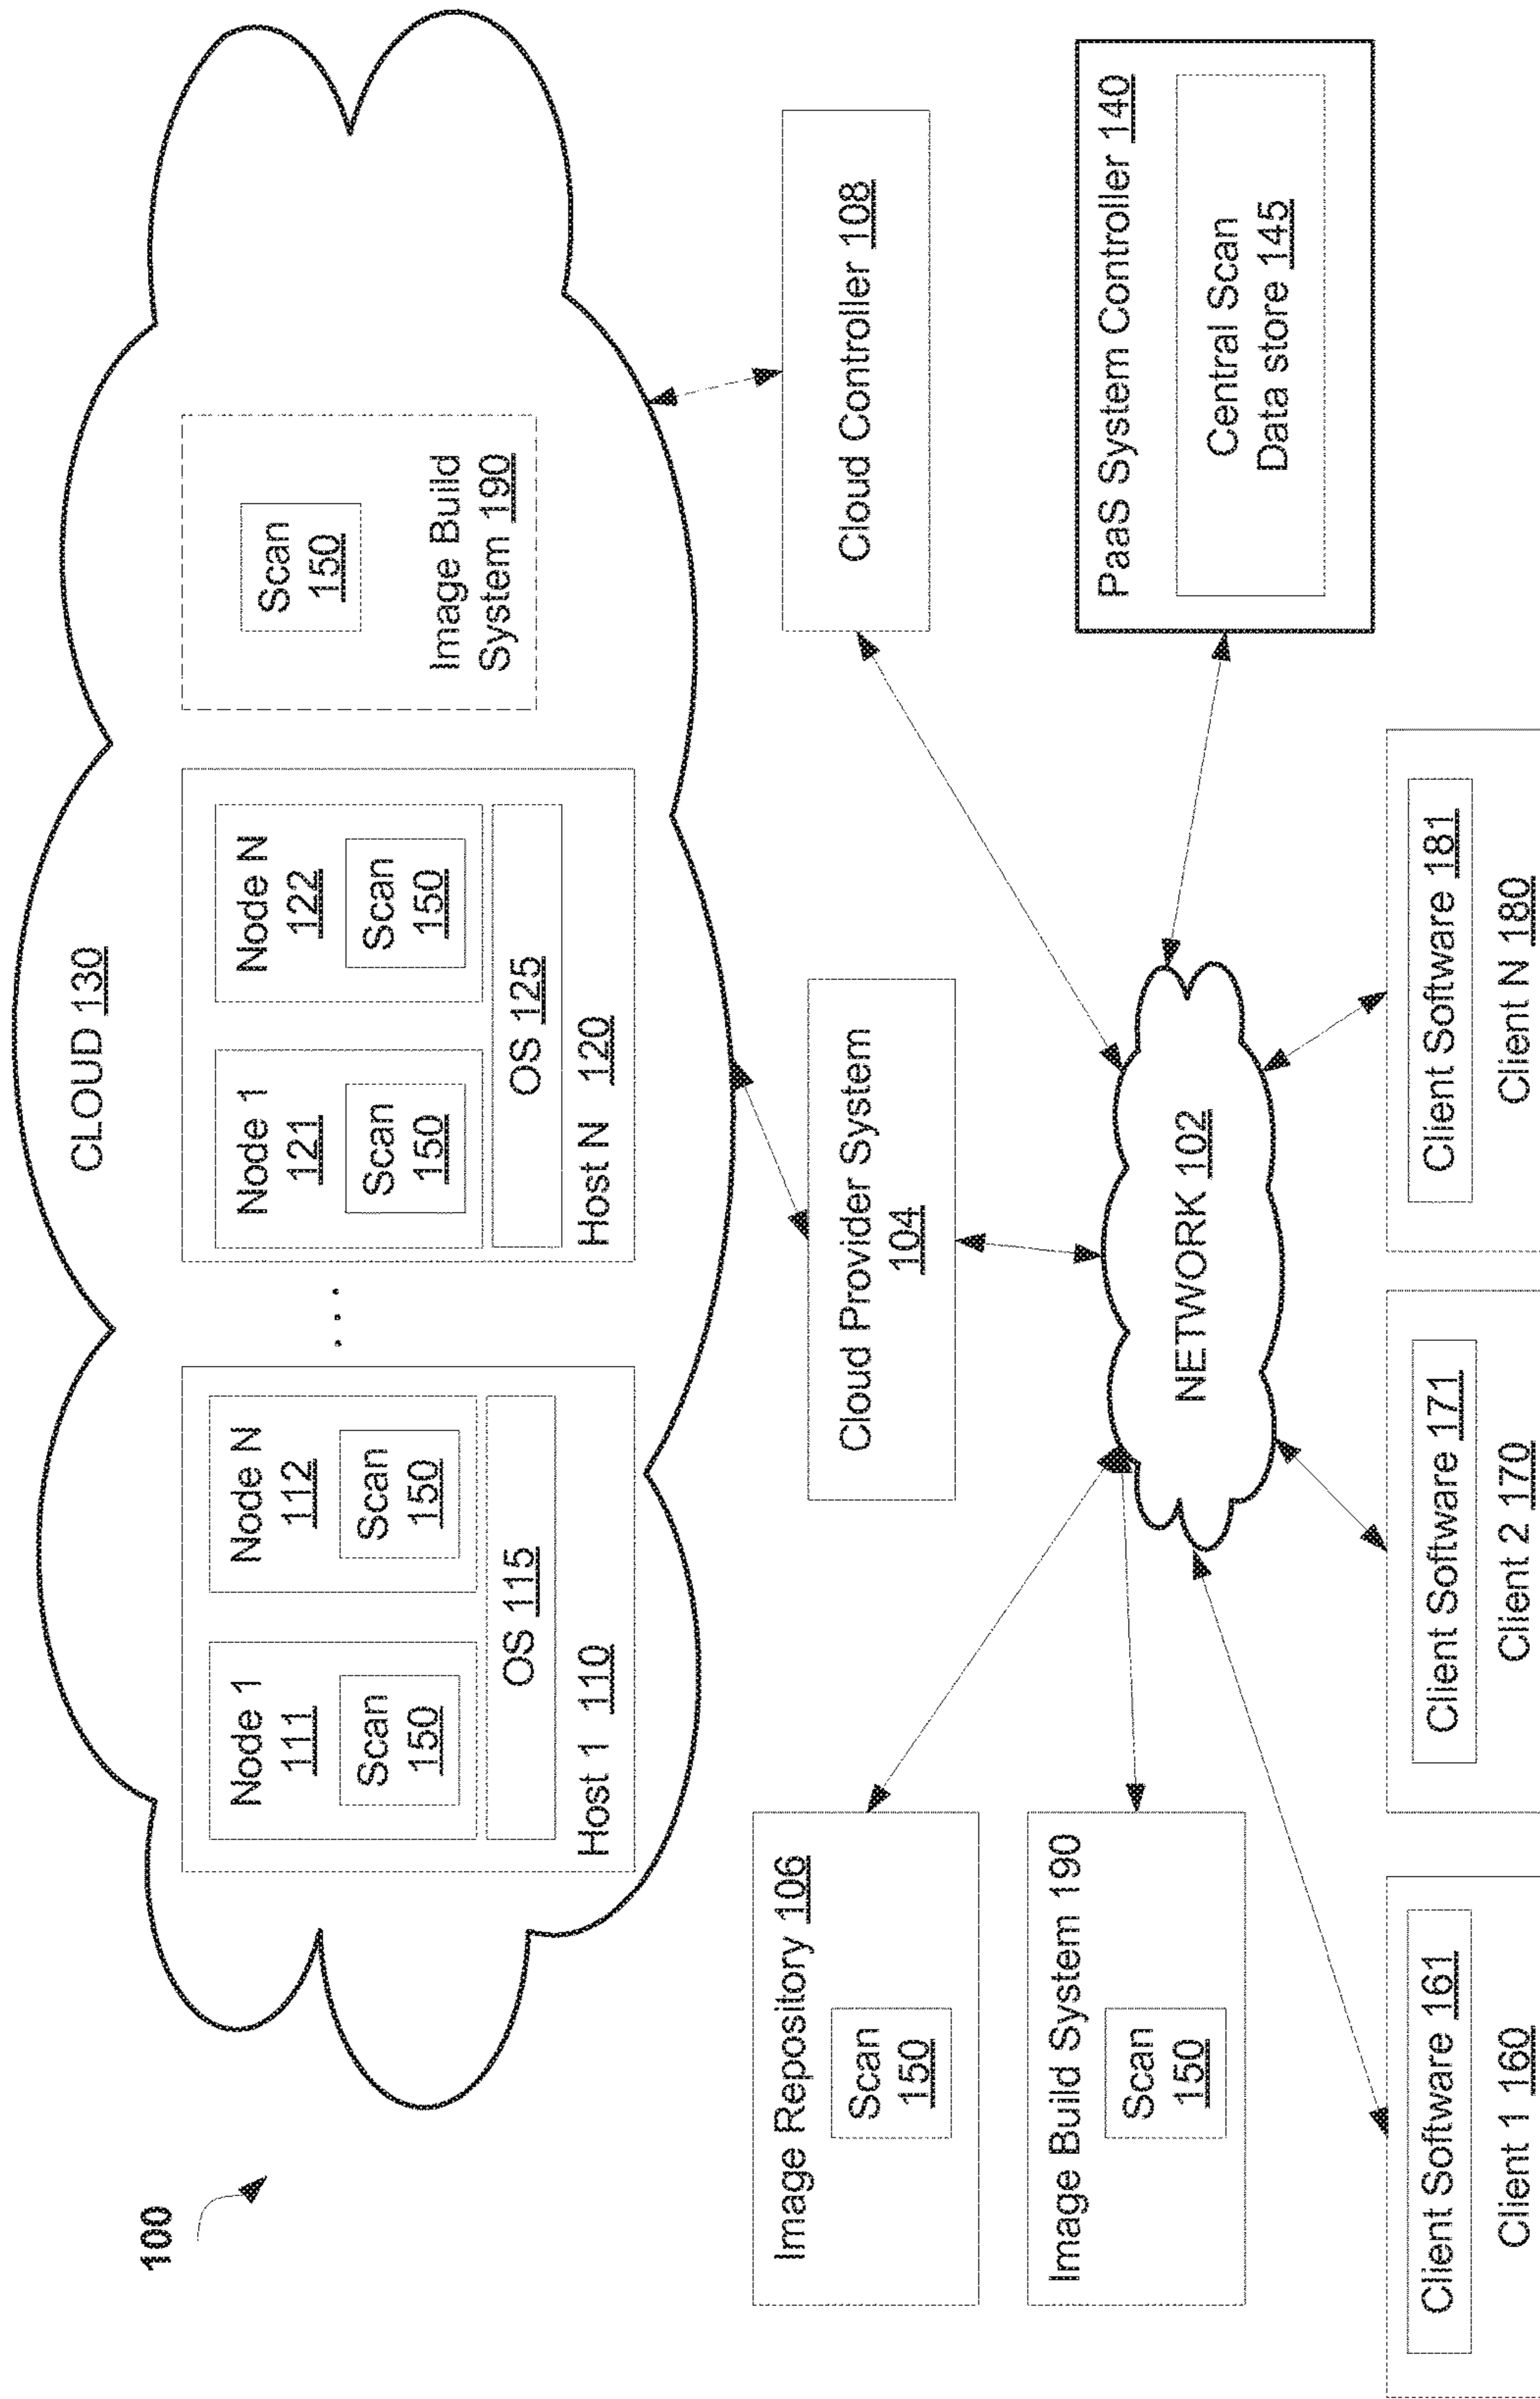 100
CLOUD 130
Node 1
111
Scan
150
Node N
112
Scan
150
OS 115
Host 1 110
. . .
Node 1
121
Scan
150
Node N
122
Scan
150
OS 125
Host N 120
Scan
150
Image Build
System 190
Image Repository 106
Scan
150
Cloud Provider System
104
Cloud Controller 108
Image Build System 190
Scan
150
NETWORK 102
PaaS System Controller 140
Central Scan
Data store 145
Client Software 161
Client 1 160
Client Software 171
Client 2 170
Client Software 181
Client N 180